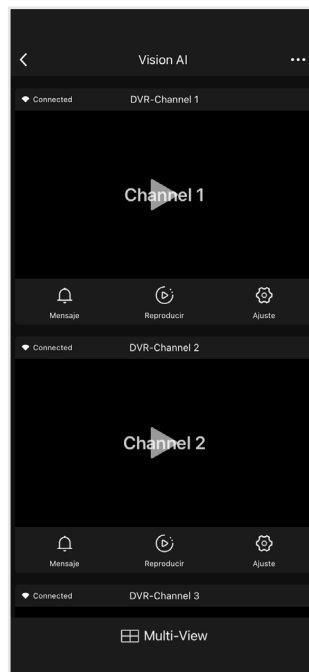 Vision AI
Connected DVR-Channel 1
Channel 1
Mensaje Reproducir Ajuste
Connected DVR-Channel 2
Channel 2
Mensaje Reproducir Ajuste
Connected DVR-Channel 3
Multi-View